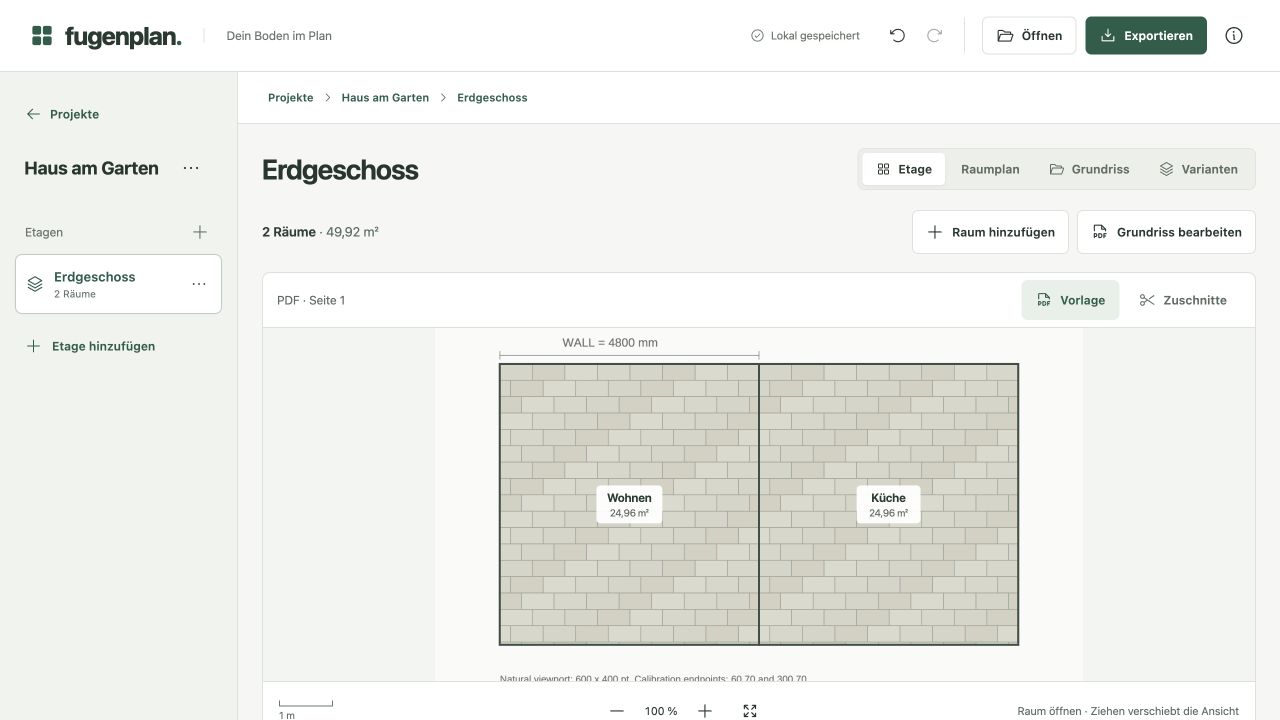 fugenplan.
Dein Boden im Plan
Lokal gespeichert
Öffnen
Exportieren
Projekte
Haus am Garten
Etagen
Erdgeschoss
2 Räume
Etage hinzufügen
Projekte > Haus am Garten > Erdgeschoss
Erdgeschoss
Etage
Raumplan
Grundriss
Varianten
2 Räume · 49,92 m²
Raum hinzufügen
PDF Grundriss bearbeiten
PDF · Seite 1
PDF Vorlage
Zuschnitte
WALL = 4800 mm
Wohnen
24,96 m²
Küche
24,96 m²
Natural viewport: 600 x 400 pt. Calibration endpoints: 60,70 and 300,70
1 m
100 %
Raum öffnen · Ziehen verschiebt die Ansicht